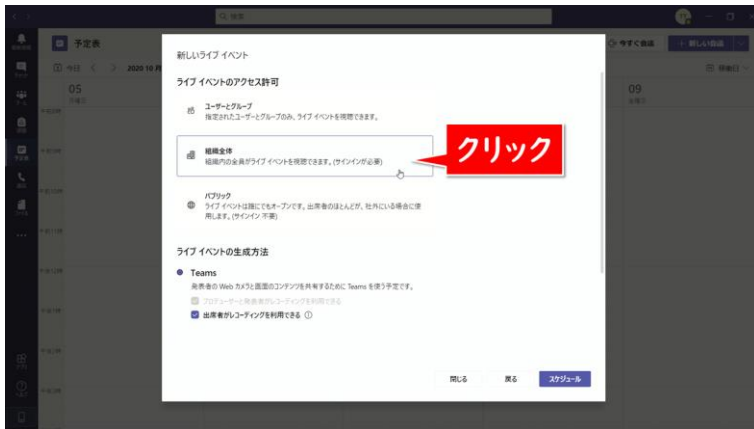 検索
予定表
今すぐ会議
新しい会議
今日
2020 10月
稼働日
05
月曜日
09
金曜日
新しいライブ イベント
ライブ イベントのアクセス許可
ユーザーとグループ
指定されたユーザーとグループのみ、ライブ イベントを視聴できます。
組織全体
組織内の全員がライブ イベントを視聴できます。(サインインが必要)
クリック
パブリック
ライブ イベントは誰にでもオープンです。出席者のほとんどが、社外にいる場合に使
用します。(サインイン 不要)
ライブ イベントの生成方法
Teams
発表者の Web カメラと画面のコンテンツを共有するために Teams を使う予定です。
プロデューサーと発表者がレコーディングを利用できる
出席者がレコーディングを利用できる
閉じる
戻る
スケジュール